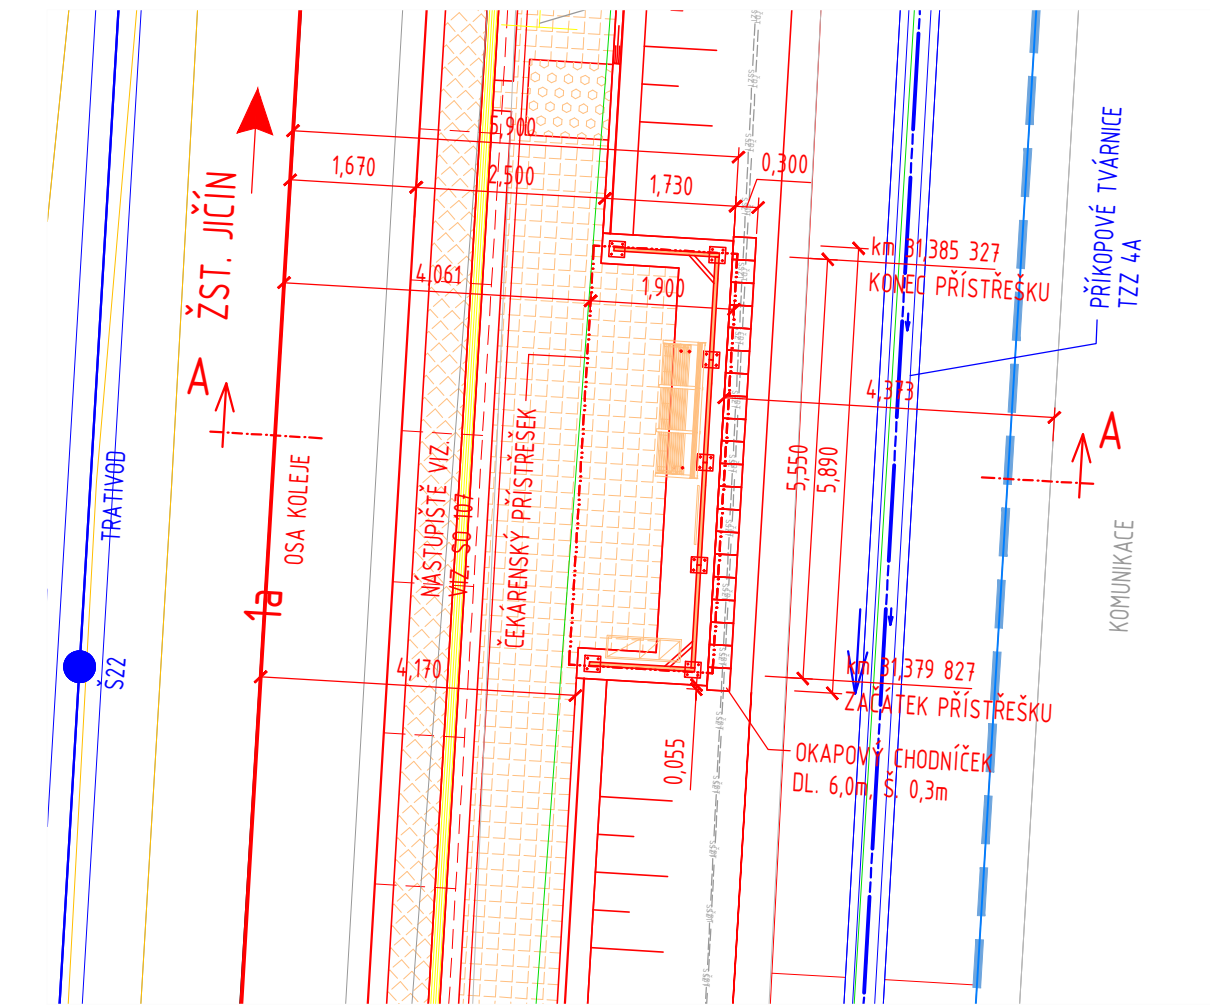 5,900
1,670
2,500
1,730
0,300
ŽST. JIČÍN
km 31,385 327
KONEC PŘÍSTŘEŠKU
PŘÍKOPOVÉ TVÁRNICE
TZZ 4A
4,061
1,900
A
4,373
A
5,550
5,890
TRATIVOD
OSA KOLEJE
NÁSTUPIŠTĚ VIZ.
VIZ. SO 107
ČEKÁRENSKÝ PŘÍSTŘEŠEK
KOMUNIKACE
1a
Š22
4,170
km 31,379 827
ZAČÁTEK PŘÍSTŘEŠKU
0,055
OKAPOVÝ CHODNÍČEK
DL. 6,0m, Š. 0,3m